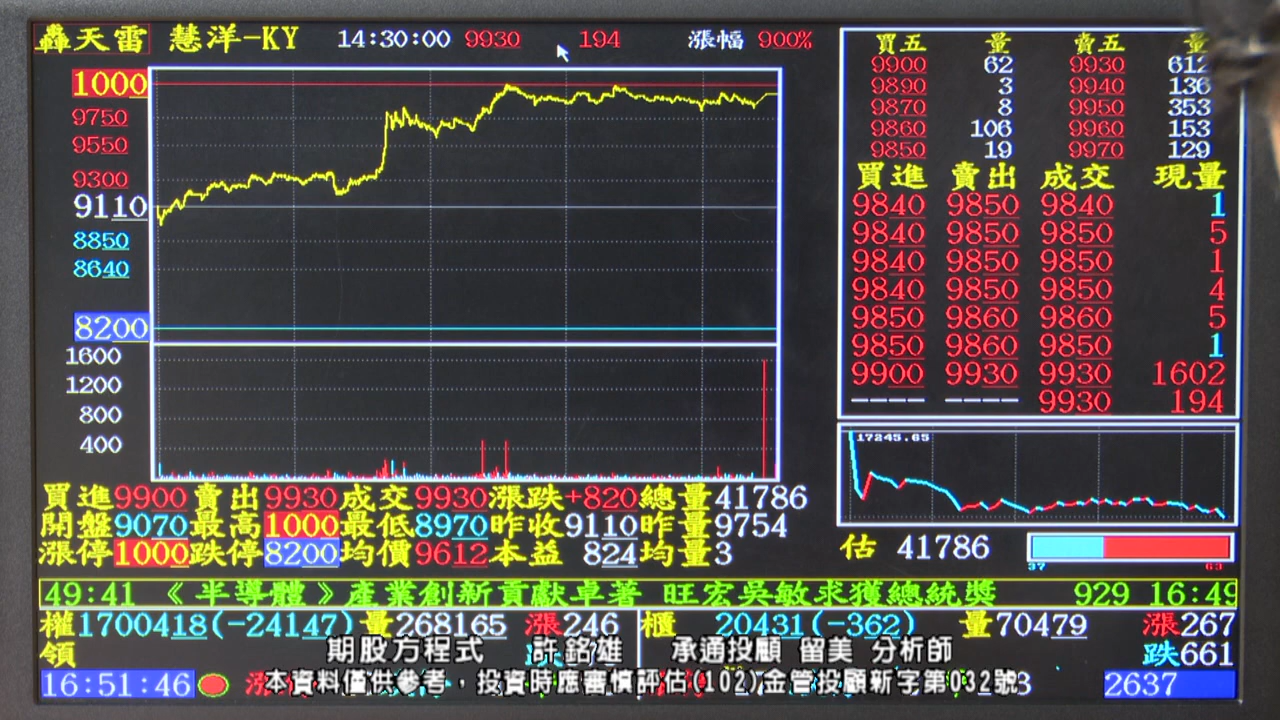 轟天雷 慧洋-KY 14:30:00 9930 194 漲幅 900%
1000
9750
9550
9300
9110
8850
8640
8200
1600
1200
800
400
買五 量 賣五 量
9900 62 9930 612
9890 3 9940 136
9870 8 9950 353
9860 106 9960 153
9850 19 9970 129
買進 賣出 成交 現量
9840 9850 9840 1
9840 9850 9850 5
9840 9850 9850 1
9840 9850 9850 4
9850 9860 9860 5
9850 9860 9850 1
9900 9930 9930 1602
---- ---- 9930 194
17245.65
買進9900 賣出9930 成交9930 漲跌+820 總量41786
開盤9070 最高1000 最低8970 昨收9110 昨量9754
漲停1000 跌停8200 均價9612 本益 824 均量3
估 41786
37 63
49:41 《半導體》產業創新貢獻卓著 旺宏吳敏求獲總統獎 929 16:49
權1700418(-24147) 量268165 漲246 櫃 20431(-362) 量70479 漲267
領 跌661
期股方程式 許銘雄 承通投顧 留美 分析師
16:51:46 2637
本資料僅供參考,投資時應審慎評估(102)金管投顧新字第032號